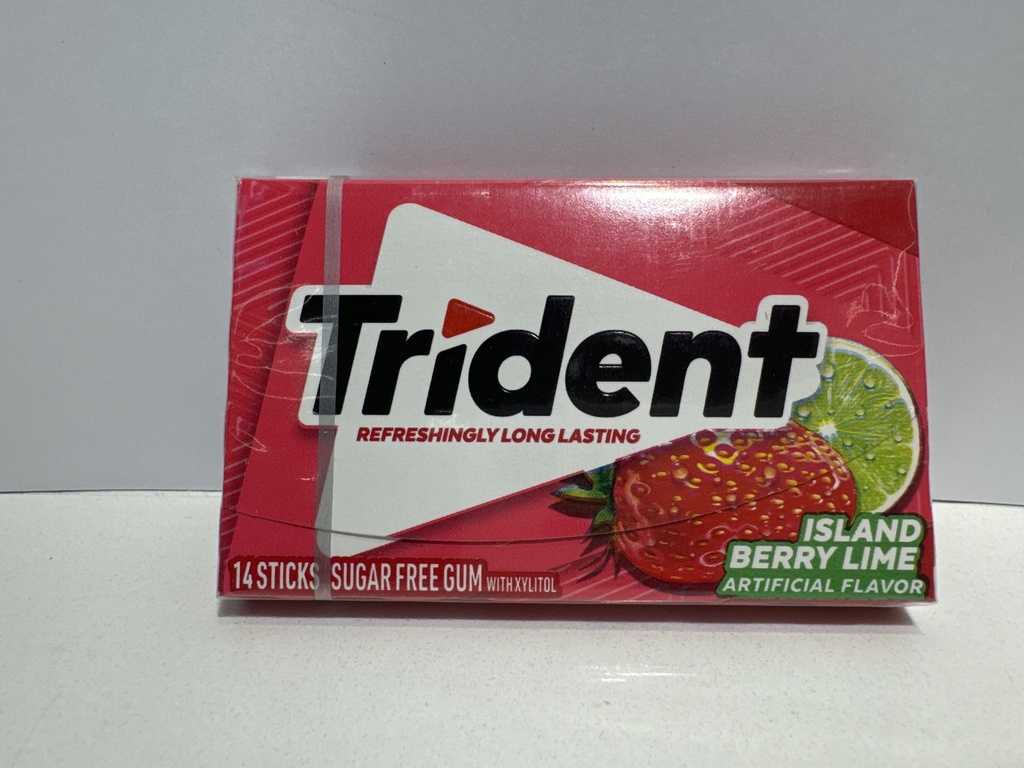 Trident
REFRESHINGLY LONG LASTING
ISLAND
BERRY LIME
ARTIFICIAL FLAVOR
14 STICKS SUGAR FREE GUM WITH XYLITOL